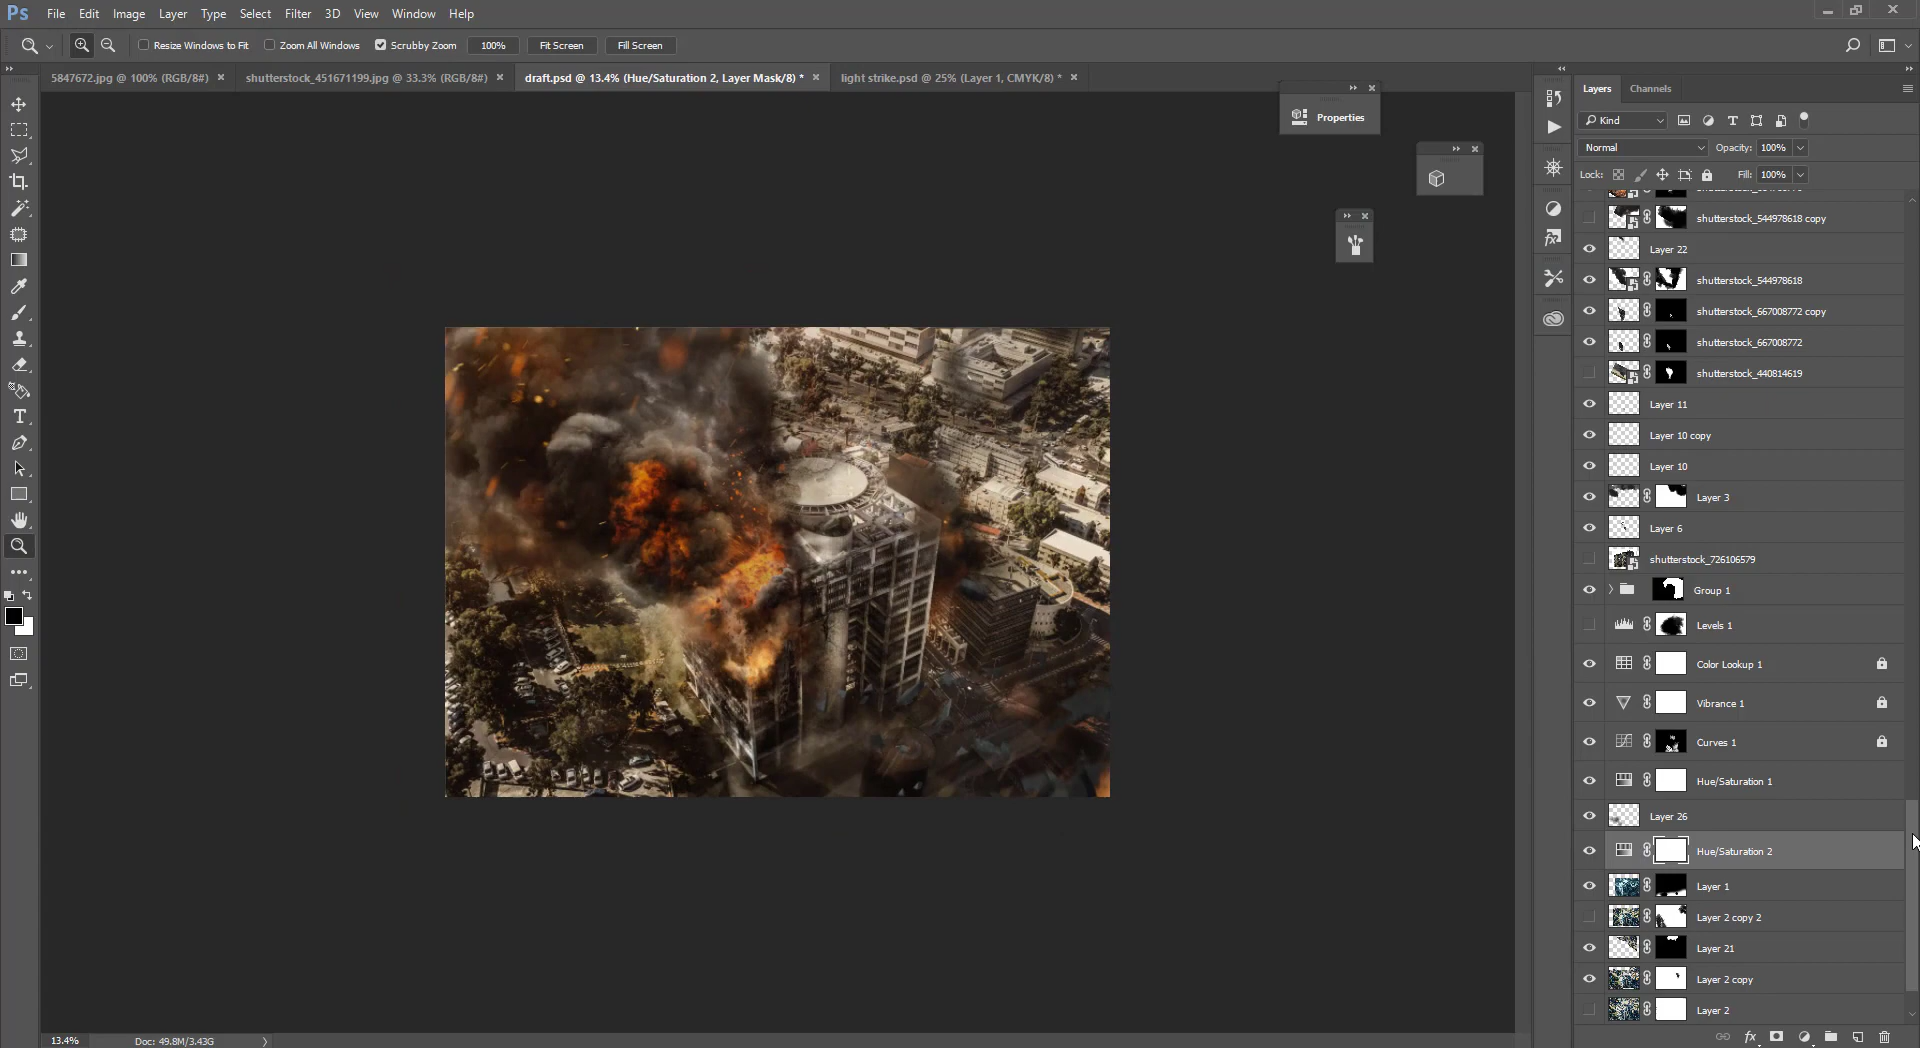 Ps File Edit Image Layer Type Select Filter 3D View Window Help
Resize Windows to Fit Zoom All Windows Scrubby Zoom 100% Fit Screen Fill Screen
5847672.jpg @ 100% (RGB/8#) × shutterstock_451671199.jpg @ 33.3% (RGB/8#) × draft.psd @ 13.4% (Hue/Saturation 2, Layer Mask/8) * × light strike.psd @ 25% (Layer 1, CMYK/8) * ×
Properties
Layers Channels
Kind
Normal Opacity: 100%
Lock: Fill: 100%
shutterstock_544978618 copy
Layer 22
shutterstock_544978618
shutterstock_667008772 copy
shutterstock_667008772
shutterstock_440814619
Layer 11
Layer 10 copy
Layer 10
Layer 3
Layer 6
shutterstock_726106579
Group 1
Levels 1
Color Lookup 1
Vibrance 1
Curves 1
Hue/Saturation 1
Layer 26
Hue/Saturation 2
Layer 1
Layer 2 copy 2
Layer 21
Layer 2 copy
Layer 2
fx
13.4% Doc: 49.8M/3.43G